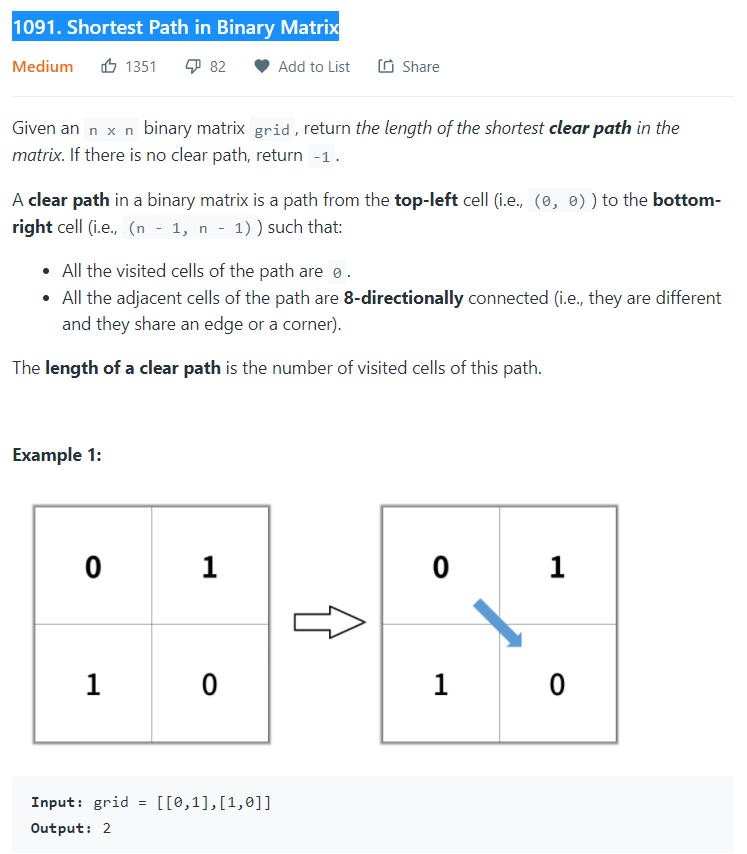 1091. Shortest Path in Binary Matrix
Medium 1351 82 Add to List Share
Given an n x n binary matrix grid , return the length of the shortest clear path in the
matrix. If there is no clear path, return -1 .
A clear path in a binary matrix is a path from the top-left cell (i.e., (0, 0) ) to the bottom-
right cell (i.e., (n - 1, n - 1) ) such that:
• All the visited cells of the path are 0 .
• All the adjacent cells of the path are 8-directionally connected (i.e., they are different
and they share an edge or a corner).
The length of a clear path is the number of visited cells of this path.
Example 1:
0 1 0 1
1 0 1 0
Input: grid = [[0,1],[1,0]]
Output: 2